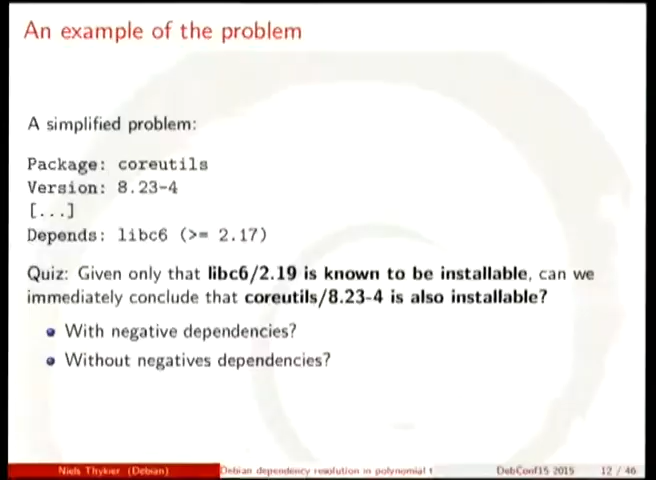 An example of the problem
A simplified problem:
Package: coreutils
Version: 8.23-4
[...]
Depends: libc6 (>= 2.17)
Quiz: Given only that libc6/2.19 is known to be installable, can we
immediately conclude that coreutils/8.23-4 is also installable?
With negative dependencies?
Without negatives dependencies?
Niels Thykier (Debian) Debian dependency resolution in polynomial t DebConf15 2015 12 / 46